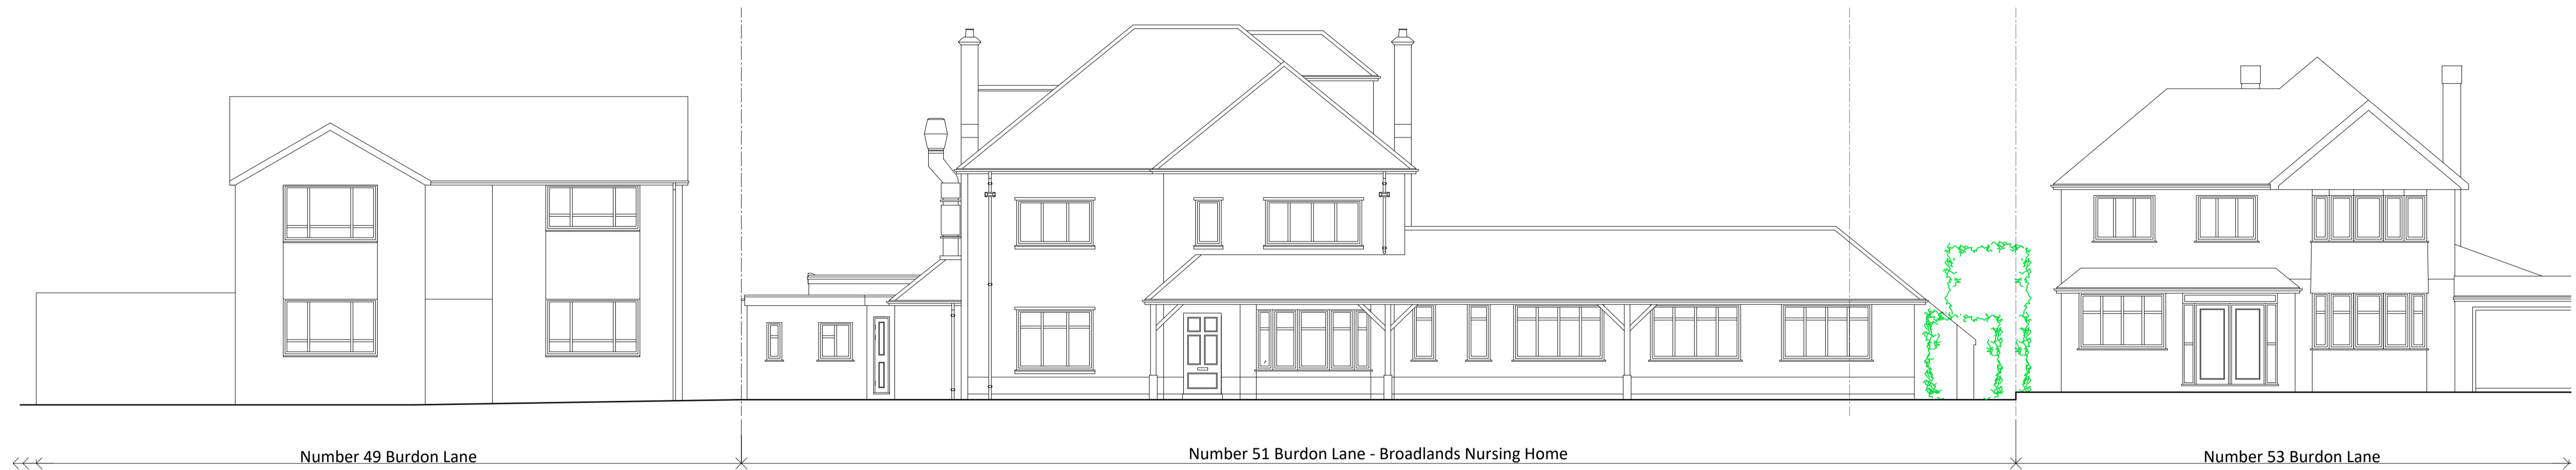 Number 49 Burdon Lane
Number 51 Burdon Lane - Broadlands Nursing Home
Number 53 Burdon Lane